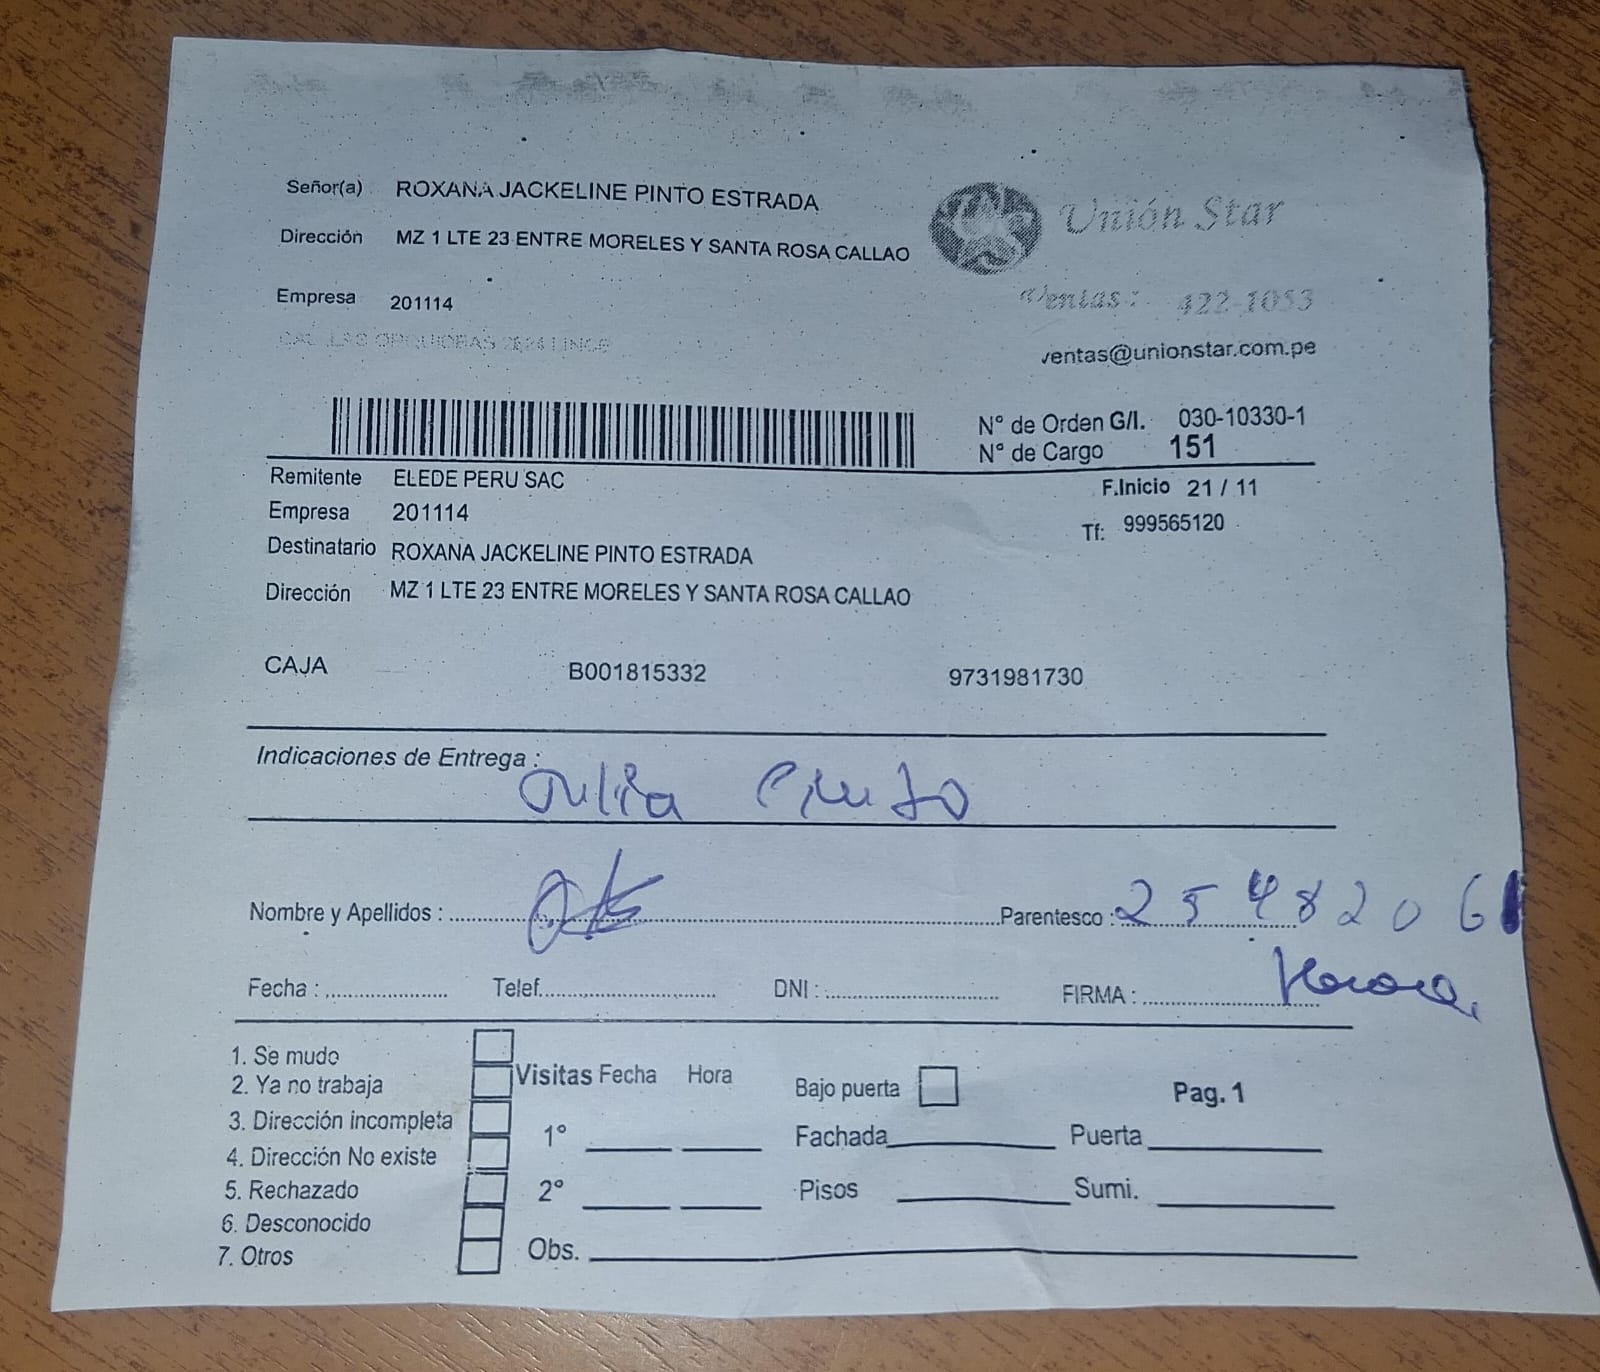 Señor(a) ROXANA JACKELINE PINTO ESTRADA
Dirección MZ 1 LTE 23 ENTRE MORELES Y SANTA ROSA CALLAO
Unión Star
Empresa 201114
Ventas: 422-1053
ventas@unionstar.com.pe
N° de Orden G/I. 030-10330-1
N° de Cargo 151
Remitente ELEDE PERU SAC
F.Inicio 21 / 11
Empresa 201114
Tf: 999565120
Destinatario ROXANA JACKELINE PINTO ESTRADA
Dirección MZ 1 LTE 23 ENTRE MORELES Y SANTA ROSA CALLAO
CAJA B001815332 9731981730
Indicaciones de Entrega :
Julia Pinto
Nombre y Apellidos : Parentesco : 2548206
Fecha : Telef. DNI : FIRMA :
1. Se mudo
2. Ya no trabaja
3. Dirección incompleta
4. Dirección No existe
5. Rechazado
6. Desconocido
7. Otros
Visitas Fecha Hora
1°
2°
Obs.
Bajo puerta
Pag. 1
Fachada Puerta
Pisos Sumi.